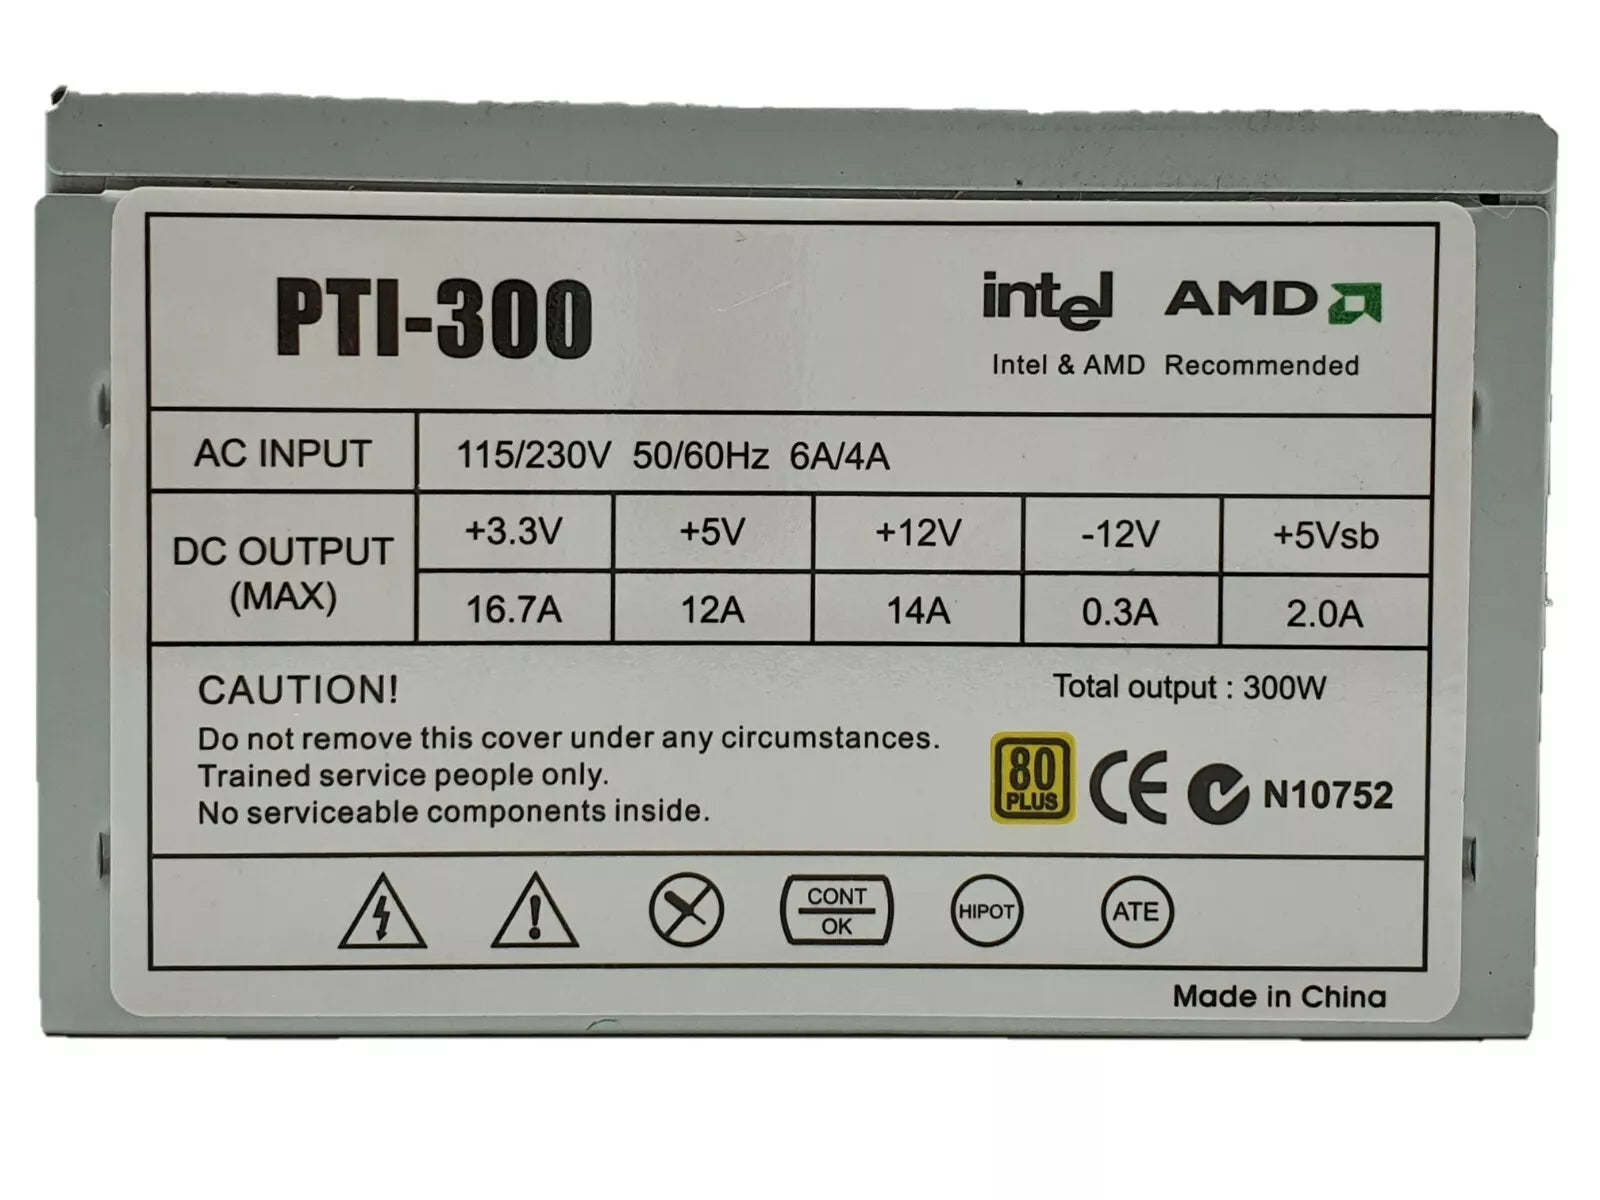 PTI-300
intel AMD
Intel & AMD Recommended
AC INPUT 115/230V 50/60Hz 6A/4A
DC OUTPUT (MAX)
+3.3V +5V +12V -12V +5Vsb
16.7A 12A 14A 0.3A 2.0A
CAUTION!
Total output : 300W
Do not remove this cover under any circumstances.
Trained service people only.
No serviceable components inside.
80
PLUS
CE N10752
CONT
OK
HIPOT
ATE
Made in China